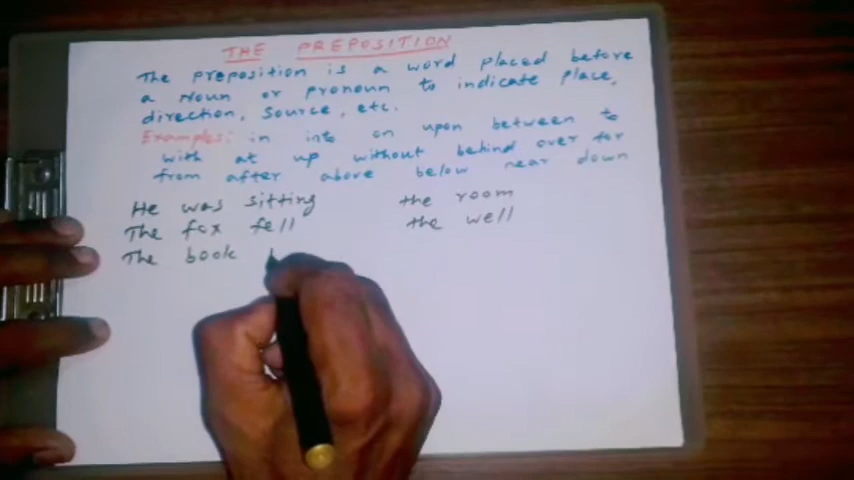 THE PREPOSITION
The preposition is a word placed before
a Noun or pronoun to indicate place,
direction, Source, etc.
Examples: in into on upon between to
with at up without behind over for
from after above below near down
He was sitting the room
The fox fell the well
The book